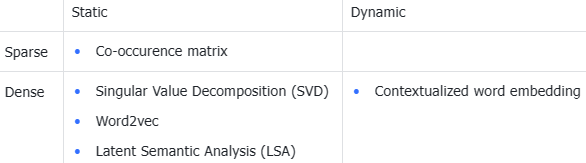 Static Dynamic
Sparse • Co-occurence matrix
Dense • Singular Value Decomposition (SVD) • Contextualized word embedding
• Word2vec
• Latent Semantic Analysis (LSA)